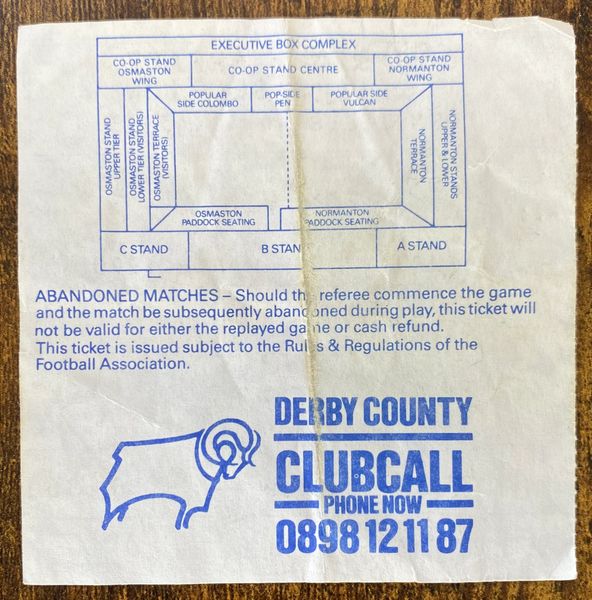 EXECUTIVE BOX COMPLEX
CO-OP STAND
OSMASTON
WING
CO-OP STAND CENTRE
CO-OP STAND
NORMANTON
WING
POPULAR
SIDE COLOMBO
POP-SIDE
PEN
POPULAR SIDE
VULCAN
OSMASTON STAND
UPPER TIER
OSMASTON STAND
LOWER TIER (VISITORS)
OSMASTON TERRACE
(VISITORS)
NORMANTON
TERRACE
NORMANTON STANDS
UPPER & LOWER
OSMASTON
PADDOCK SEATING
NORMANTON
PADDOCK SEATING
C STAND
B STAND
A STAND
ABANDONED MATCHES – Should the referee commence the game
and the match be subsequently abandoned during play, this ticket will
not be valid for either the replayed game or cash refund.
This ticket is issued subject to the Rules & Regulations of the
Football Association.
DERBY COUNTY
CLUBCALL
PHONE NOW
0898 12 11 87